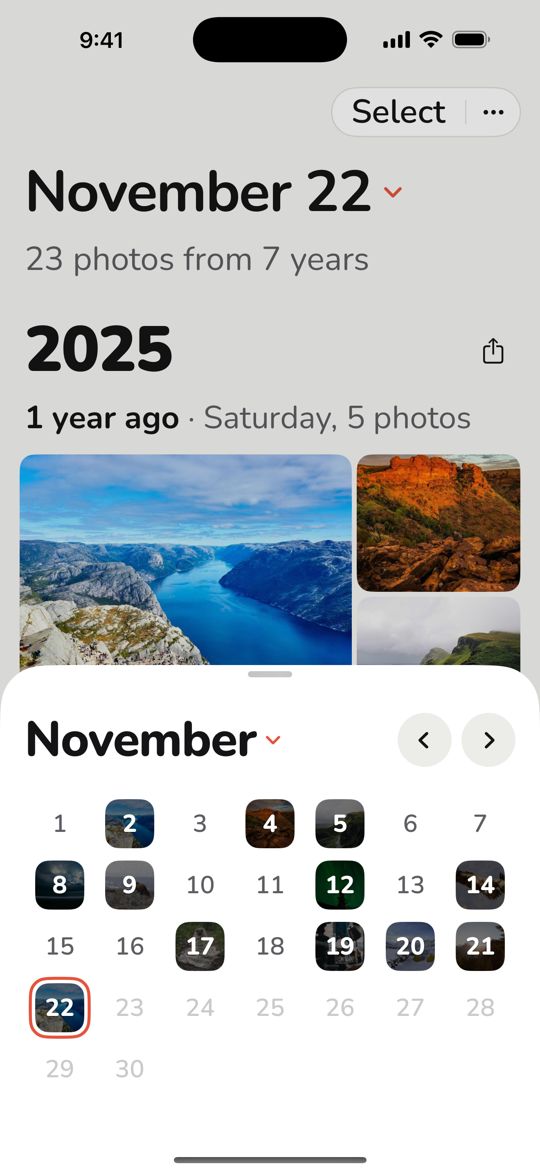 9:41
Select ...
November 22
23 photos from 7 years
2025
1 year ago · Saturday, 5 photos
November
1 2 3 4 5 6 7
8 9 10 11 12 13 14
15 16 17 18 19 20 21
22 23 24 25 26 27 28
29 30